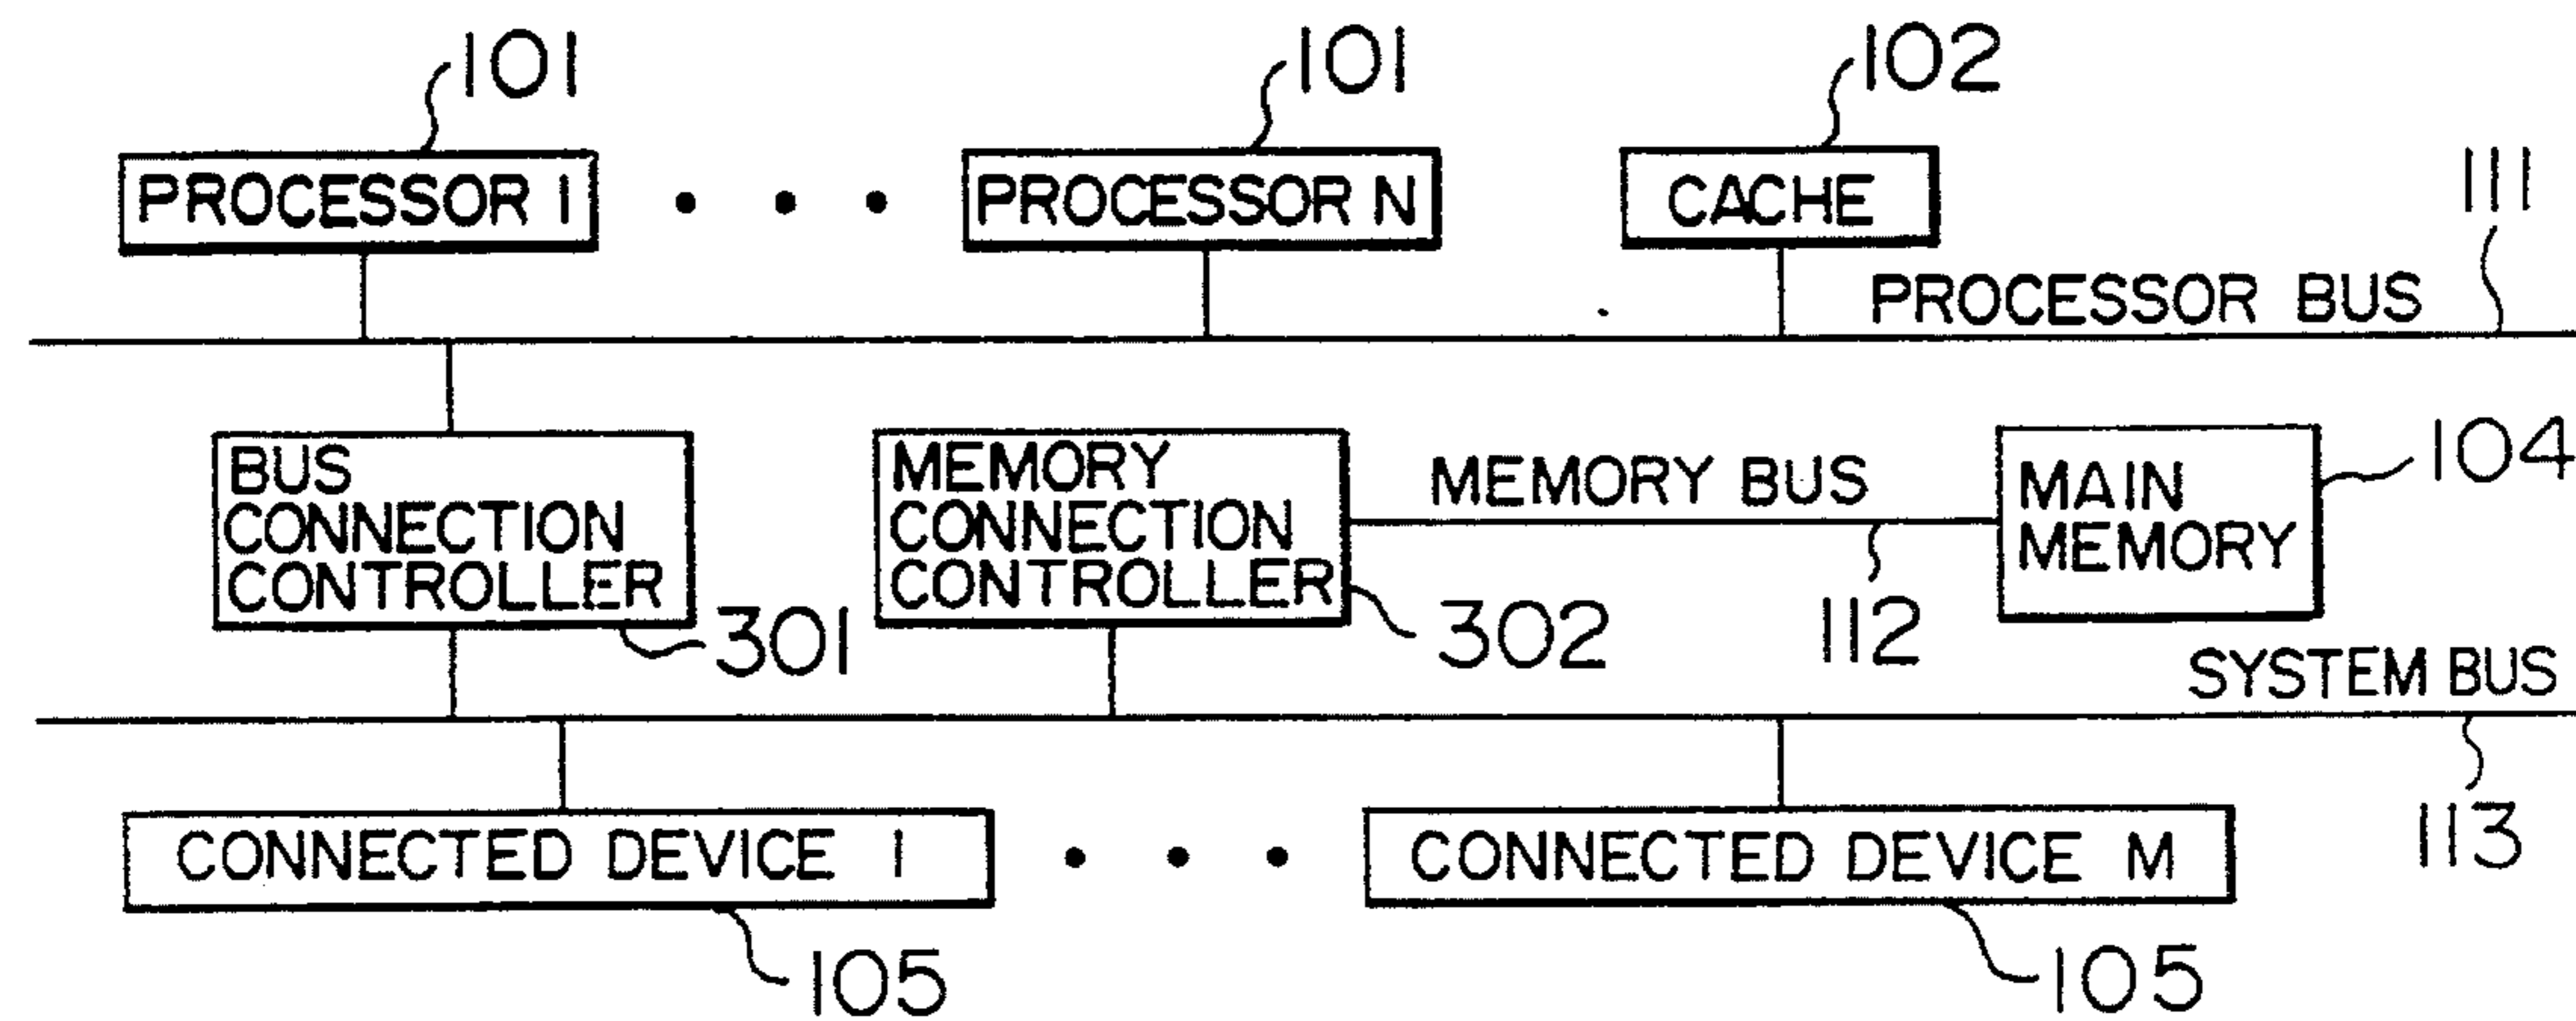 101
101
102
PROCESSOR 1
PROCESSOR N
CACHE
111
PROCESSOR BUS
BUS
CONNECTION
CONTROLLER
301
MEMORY
CONNECTION
CONTROLLER
302
MEMORY BUS
112
MAIN
MEMORY
104
SYSTEM BUS
113
CONNECTED DEVICE 1
CONNECTED DEVICE M
105
105